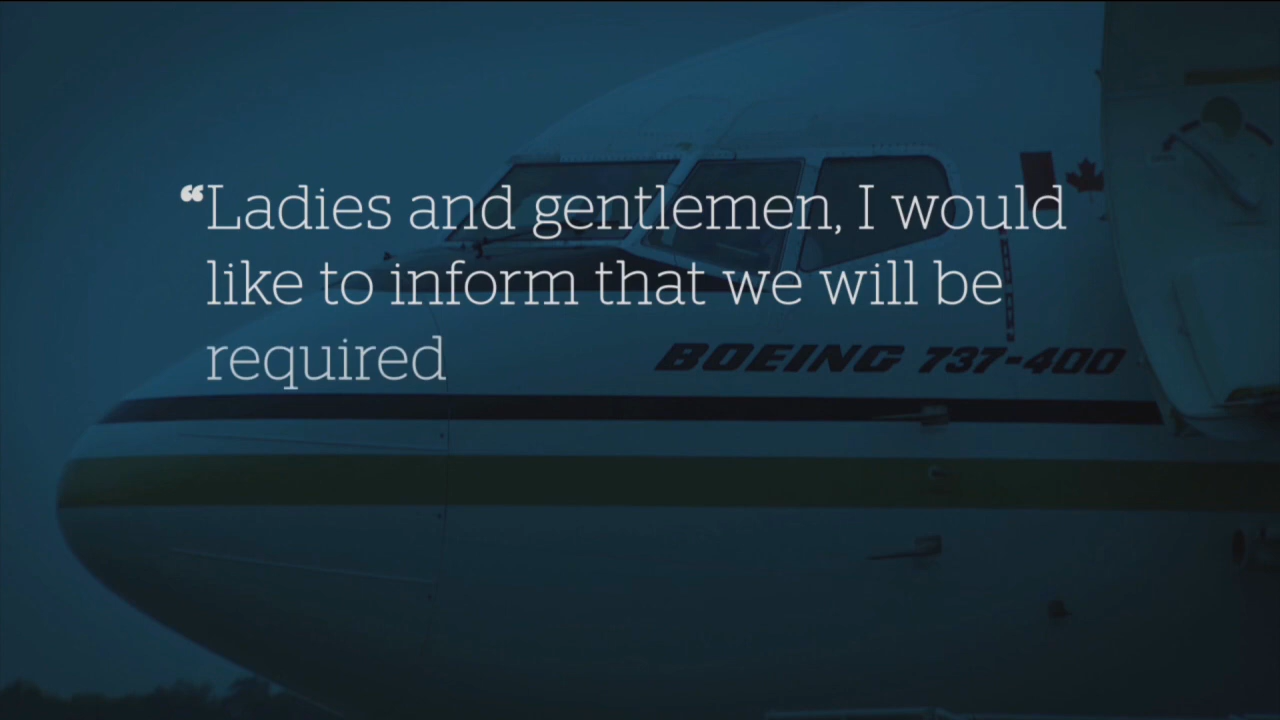 “Ladies and gentlemen, I would
like to inform that we will be
required
BOEING 737-400